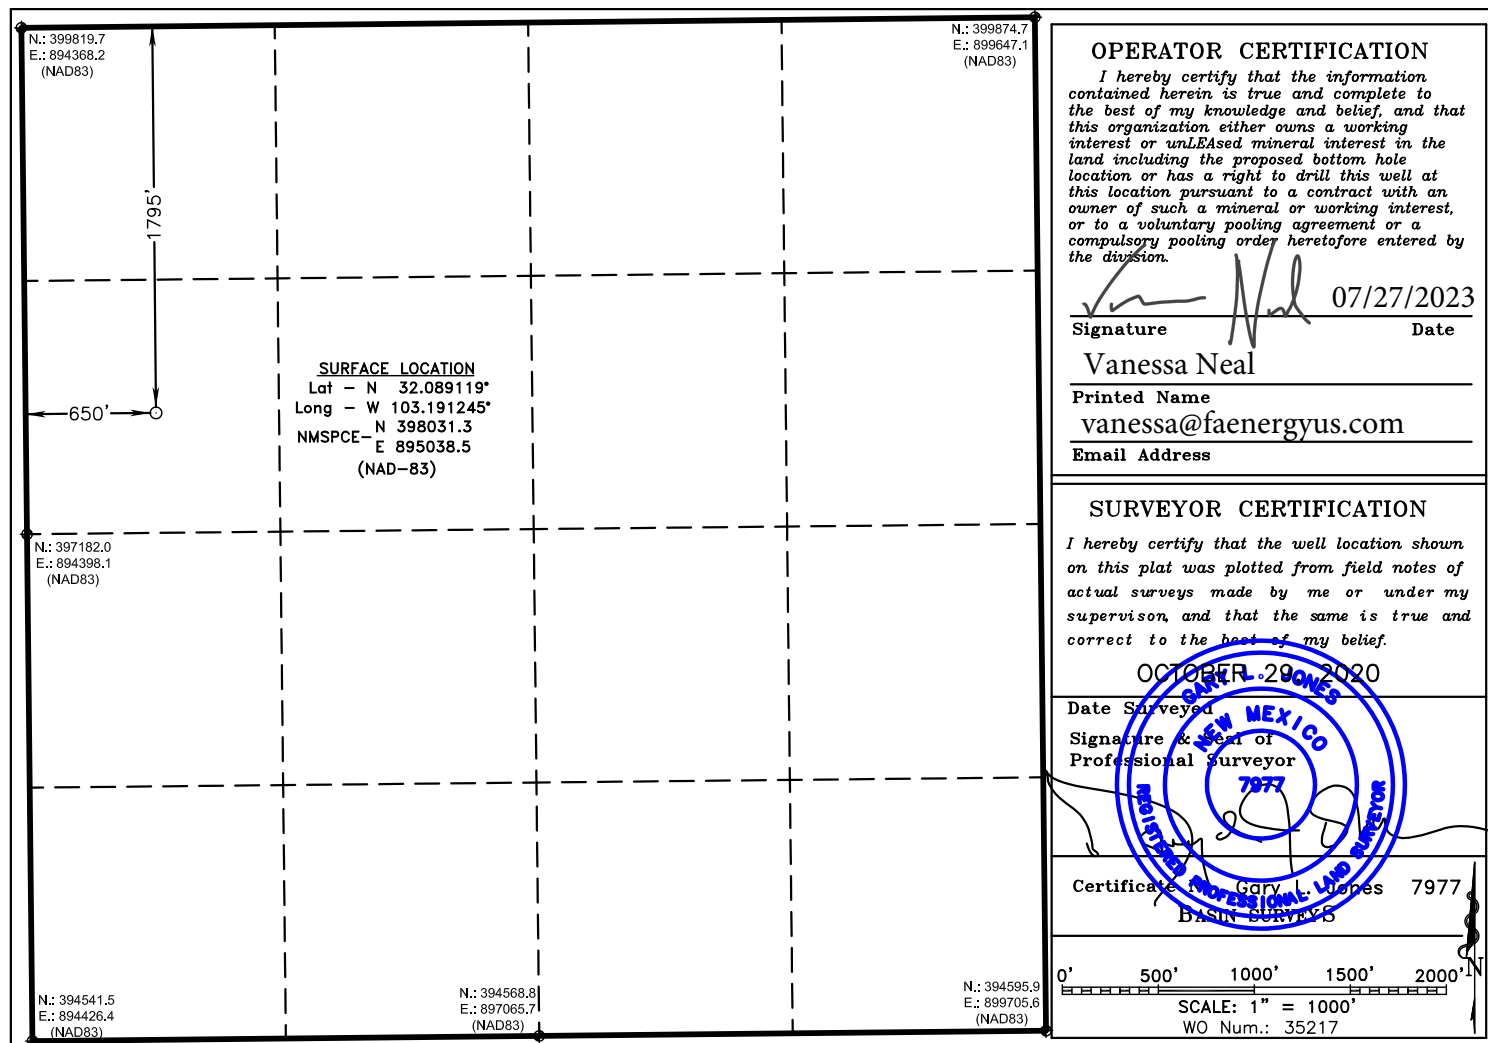 N.: 399819.7
E.: 894368.2
(NAD83)
N.: 399874.7
E.: 899647.1
(NAD83)
1795'
650'
SURFACE LOCATION
Lat - N 32.089119°
Long - W 103.191245°
NMSPCE- N 398031.3
E 895038.5
(NAD-83)
N.: 397182.0
E.: 894398.1
(NAD83)
N.: 394541.5
E.: 894426.4
(NAD83)
N.: 394568.8
E.: 897065.7
(NAD83)
N.: 394595.9
E.: 899705.6
(NAD83)
OPERATOR CERTIFICATION
I hereby certify that the information
contained herein is true and complete to
the best of my knowledge and belief, and that
this organization either owns a working
interest or unLEAsed mineral interest in the
land including the proposed bottom hole
location or has a right to drill this well at
this location pursuant to a contract with an
owner of such a mineral or working interest,
or to a voluntary pooling agreement or a
compulsory pooling order heretofore entered by
the division.
07/27/2023
Signature Date
Vanessa Neal
Printed Name
vanessa@faenergyus.com
Email Address
SURVEYOR CERTIFICATION
I hereby certify that the well location shown
on this plat was plotted from field notes of
actual surveys made by me or under my
supervison, and that the same is true and
correct to the best of my belief.
OCTOBER 29, 2020
Date Surveyed
Signature & Seal of
Professional Surveyor
GARY L. JONES
NEW MEXICO
7977
REGISTERED PROFESSIONAL LAND SURVEYOR
Certificate Gary L. Jones 7977
BASIN SURVEYS
0' 500' 1000' 1500' 2000'
N
SCALE: 1" = 1000'
WO Num.: 35217